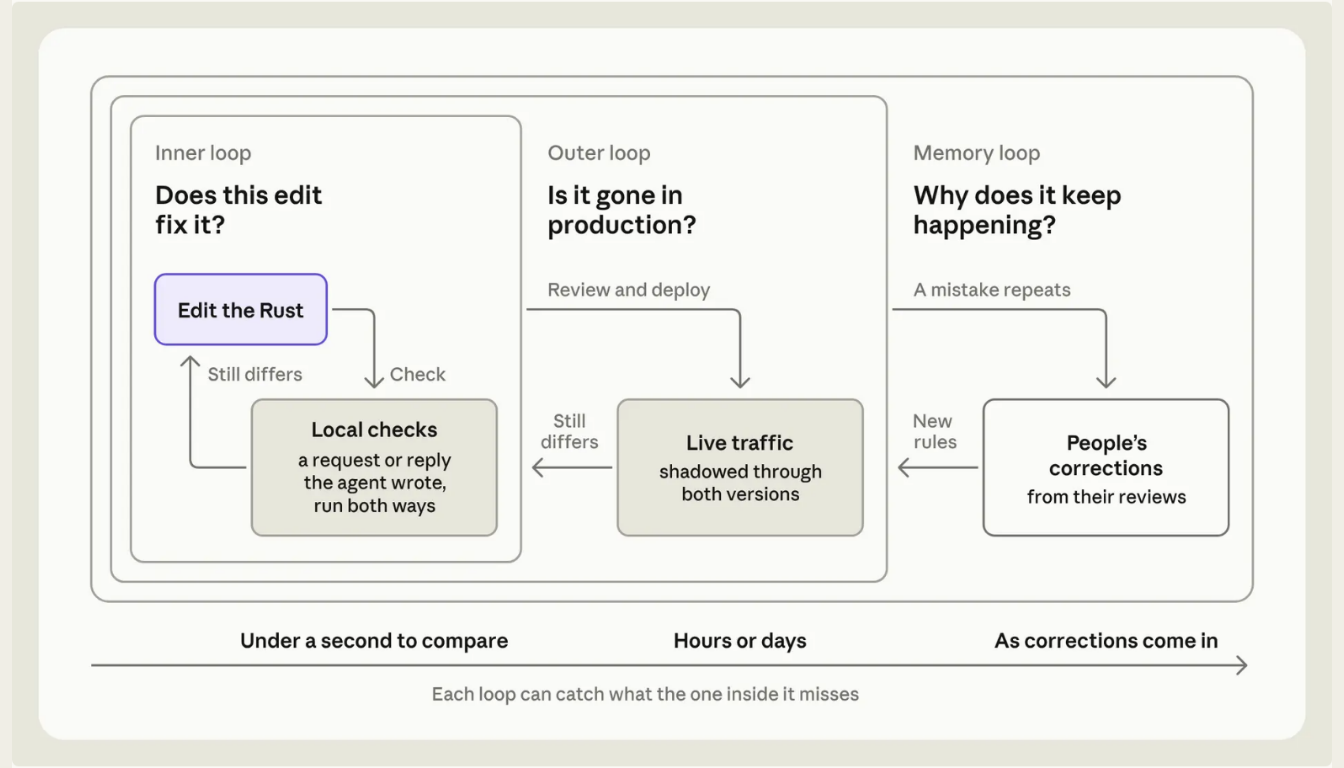 Inner loop
Does this edit
fix it?
Edit the Rust
Still differs
Check
Local checks
a request or reply
the agent wrote,
run both ways
Outer loop
Is it gone in
production?
Review and deploy
Still
differs
Live traffic
shadowed through
both versions
Memory loop
Why does it keep
happening?
A mistake repeats
New
rules
People’s
corrections
from their reviews
Under a second to compare
Hours or days
As corrections come in
Each loop can catch what the one inside it misses